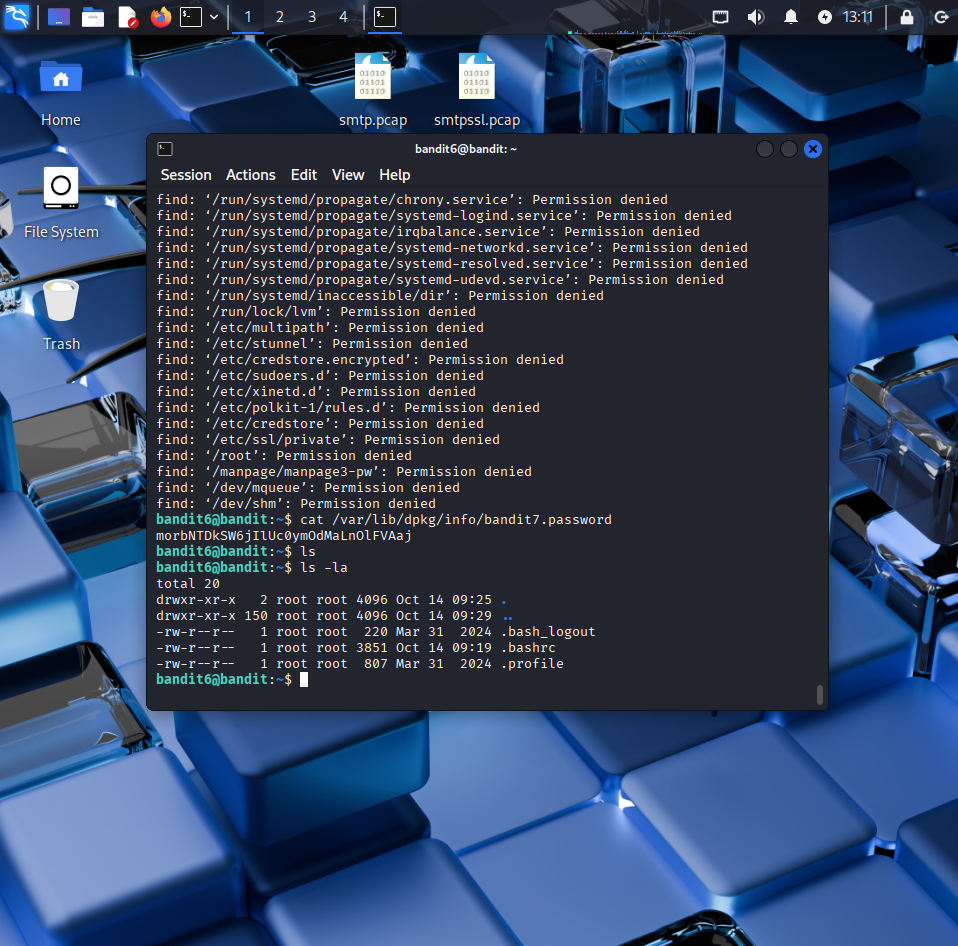 1 2 3 4 13:11
Home
smtp.pcap
smtpssl.pcap
File System
Trash
bandit6@bandit: ~
Session Actions Edit View Help
find: ‘/run/systemd/propagate/chrony.service’: Permission denied
find: ‘/run/systemd/propagate/systemd-logind.service’: Permission denied
find: ‘/run/systemd/propagate/irqbalance.service’: Permission denied
find: ‘/run/systemd/propagate/systemd-networkd.service’: Permission denied
find: ‘/run/systemd/propagate/systemd-resolved.service’: Permission denied
find: ‘/run/systemd/propagate/systemd-udevd.service’: Permission denied
find: ‘/run/systemd/inaccessible/dir’: Permission denied
find: ‘/run/lock/lvm’: Permission denied
find: ‘/etc/multipath’: Permission denied
find: ‘/etc/stunnel’: Permission denied
find: ‘/etc/credstore.encrypted’: Permission denied
find: ‘/etc/sudoers.d’: Permission denied
find: ‘/etc/xinetd.d’: Permission denied
find: ‘/etc/polkit-1/rules.d’: Permission denied
find: ‘/etc/credstore’: Permission denied
find: ‘/etc/ssl/private’: Permission denied
find: ‘/root’: Permission denied
find: ‘/manpage/manpage3-pw’: Permission denied
find: ‘/dev/mqueue’: Permission denied
find: ‘/dev/shm’: Permission denied
bandit6@bandit:~$ cat /var/lib/dpkg/info/bandit7.password
morbNTDkSW6jIlUc0ymOdMaLnOlFVAaj
bandit6@bandit:~$ ls
bandit6@bandit:~$ ls -la
total 20
drwxr-xr-x   2 root root 4096 Oct 14 09:25 .
drwxr-xr-x 150 root root 4096 Oct 14 09:29 ..
-rw-r--r--   1 root root  220 Mar 31  2024 .bash_logout
-rw-r--r--   1 root root 3851 Oct 14 09:19 .bashrc
-rw-r--r--   1 root root  807 Mar 31  2024 .profile
bandit6@bandit:~$